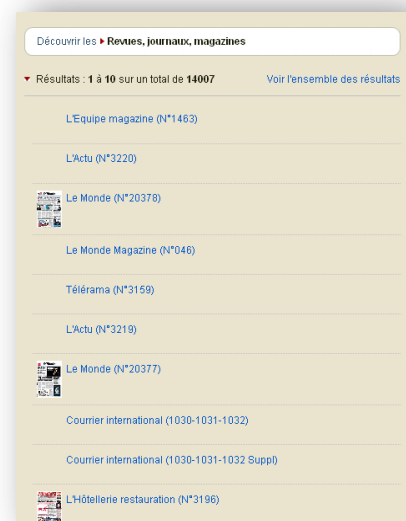 Découvrir les ▸ Revues, journaux, magazines
Résultats : 1 à 10 sur un total de 14007 Voir l'ensemble des résultats
L'Equipe magazine (N°1463)
L'Actu (N°3220)
Le Monde (N°20378)
Le Monde Magazine (N°046)
Télérama (N°3159)
L'Actu (N°3219)
Le Monde (N°20377)
Courrier international (1030-1031-1032)
Courrier international (1030-1031-1032 Suppl)
L'Hôtellerie restauration (N°3196)